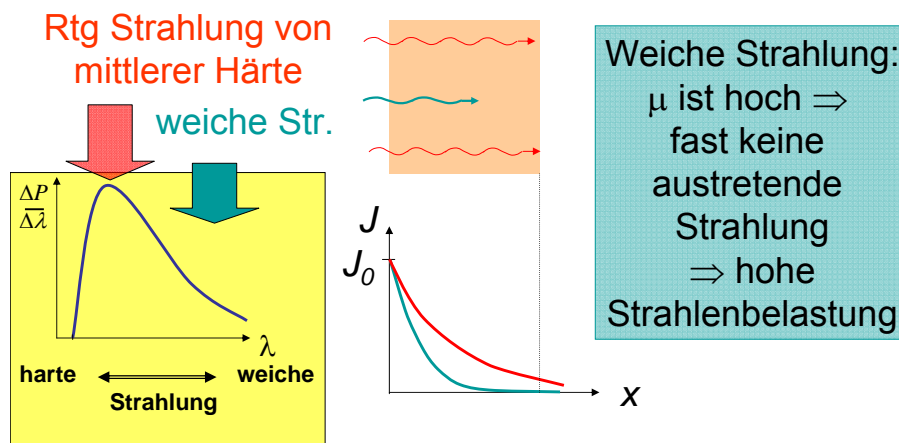 Rtg Strahlung von
mittlerer Härte
weiche Str.
ΔP
Δλ
λ
harte
weiche
Strahlung
J
J₀
x
Weiche Strahlung:
μ ist hoch ⇒
fast keine
austretende
Strahlung
⇒ hohe
Strahlenbelastung